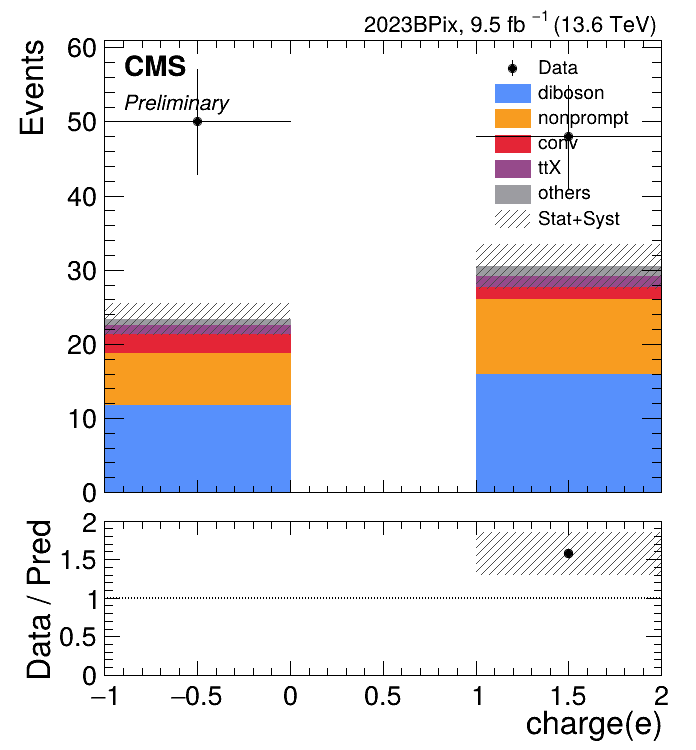 2023BPix, 9.5 fb⁻¹ (13.6 TeV)
CMS
Preliminary
Events
60
50
40
30
20
10
0
Data
diboson
nonprompt
conv
ttX
others
Stat+Syst
Data / Pred
2
1.5
1
0.5
0
−1 −0.5 0 0.5 1 1.5 2
charge(e)